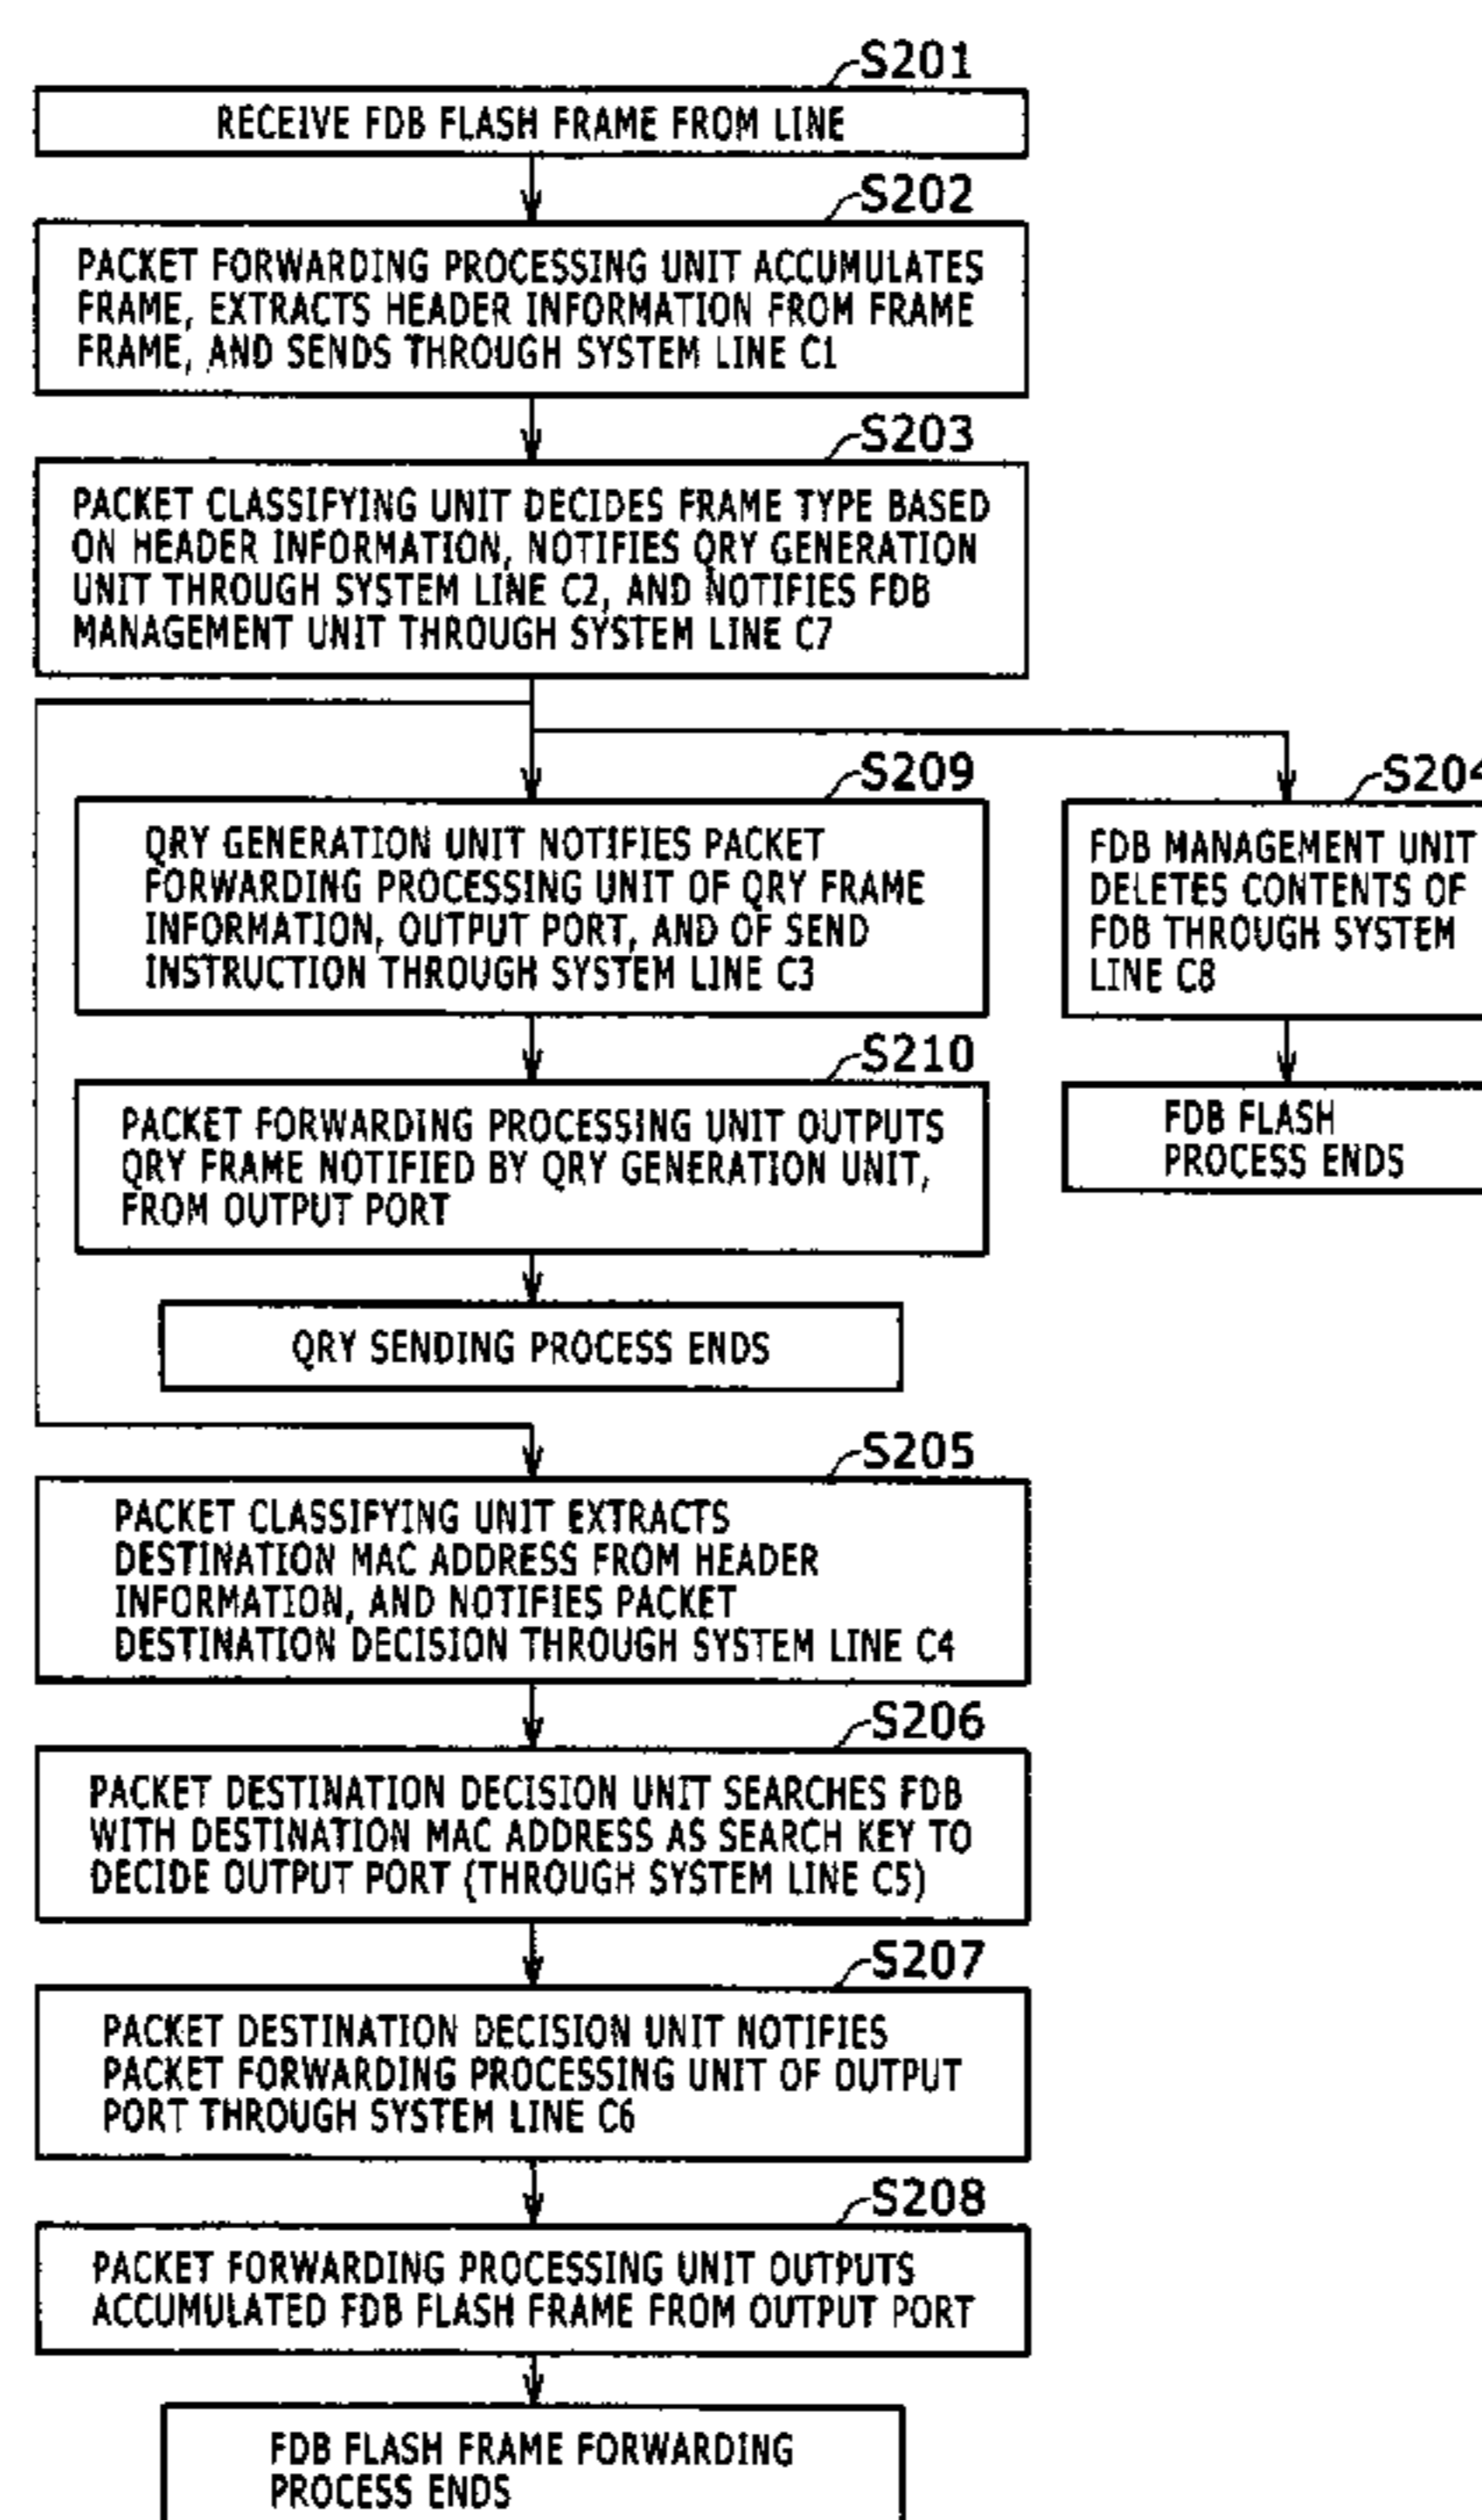 S201
RECEIVE FDB FLASH FRAME FROM LINE
S202
PACKET FORWARDING PROCESSING UNIT ACCUMULATES
FRAME, EXTRACTS HEADER INFORMATION FROM FRAME
FRAME, AND SENDS THROUGH SYSTEM LINE C1
S203
PACKET CLASSIFYING UNIT DECIDES FRAME TYPE BASED
ON HEADER INFORMATION, NOTIFIES QRY GENERATION
UNIT THROUGH SYSTEM LINE C2, AND NOTIFIES FDB
MANAGEMENT UNIT THROUGH SYSTEM LINE C7
S209
QRY GENERATION UNIT NOTIFIES PACKET
FORWARDING PROCESSING UNIT OF QRY FRAME
INFORMATION, OUTPUT PORT, AND OF SEND
INSTRUCTION THROUGH SYSTEM LINE C3
S204
FDB MANAGEMENT UNIT
DELETES CONTENTS OF
FDB THROUGH SYSTEM
LINE C8
S210
PACKET FORWARDING PROCESSING UNIT OUTPUTS
QRY FRAME NOTIFIED BY QRY GENERATION UNIT,
FROM OUTPUT PORT
FDB FLASH
PROCESS ENDS
QRY SENDING PROCESS ENDS
S205
PACKET CLASSIFYING UNIT EXTRACTS
DESTINATION MAC ADDRESS FROM HEADER
INFORMATION, AND NOTIFIES PACKET
DESTINATION DECISION THROUGH SYSTEM LINE C4
S206
PACKET DESTINATION DECISION UNIT SEARCHES FDB
WITH DESTINATION MAC ADDRESS AS SEARCH KEY TO
DECIDE OUTPUT PORT (THROUGH SYSTEM LINE C5)
S207
PACKET DESTINATION DECISION UNIT NOTIFIES
PACKET FORWARDING PROCESSING UNIT OF OUTPUT
PORT THROUGH SYSTEM LINE C6
S208
PACKET FORWARDING PROCESSING UNIT OUTPUTS
ACCUMULATED FDB FLASH FRAME FROM OUTPUT PORT
FDB FLASH FRAME FORWARDING
PROCESS ENDS